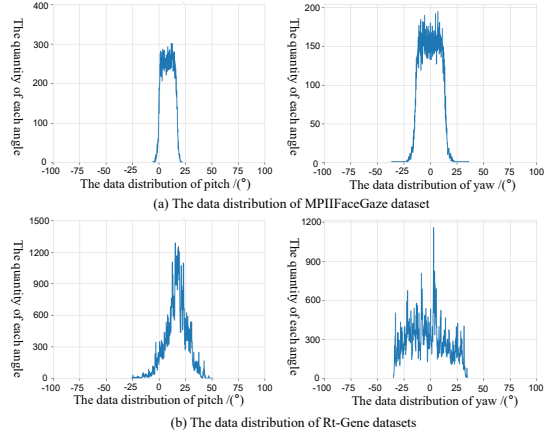 The quantity of each angle
400
300
200
100
0
-100 -75 -50 -25 0 25 50 75 100
The data distribution of pitch /(°)
The quantity of each angle
200
150
100
50
0
-100 -75 -50 -25 0 25 50 75 100
The data distribution of yaw /(°)
(a) The data distribution of MPIIFaceGaze dataset
The quantity of each angle
1500
1200
900
600
300
0
-100 -75 -50 -25 0 25 50 75 100
The data distribution of pitch /(°)
The quantity of each angle
1200
900
600
300
0
-100 -75 -50 -25 0 25 50 75 100
The data distribution of yaw /(°)
(b) The data distribution of Rt-Gene datasets